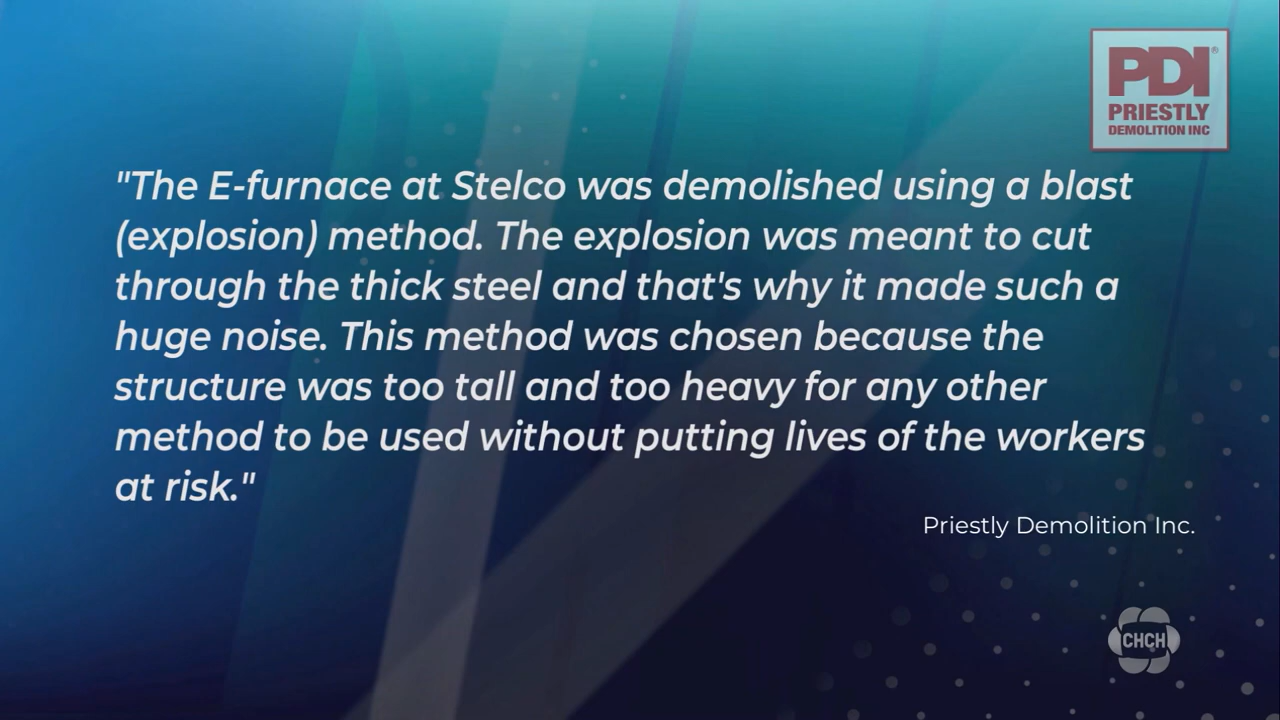 PDI®
PRIESTLY
DEMOLITION INC
"The E-furnace at Stelco was demolished using a blast
(explosion) method. The explosion was meant to cut
through the thick steel and that's why it made such a
huge noise. This method was chosen because the
structure was too tall and too heavy for any other
method to be used without putting lives of the workers
at risk."
Priestly Demolition Inc.
CHCH